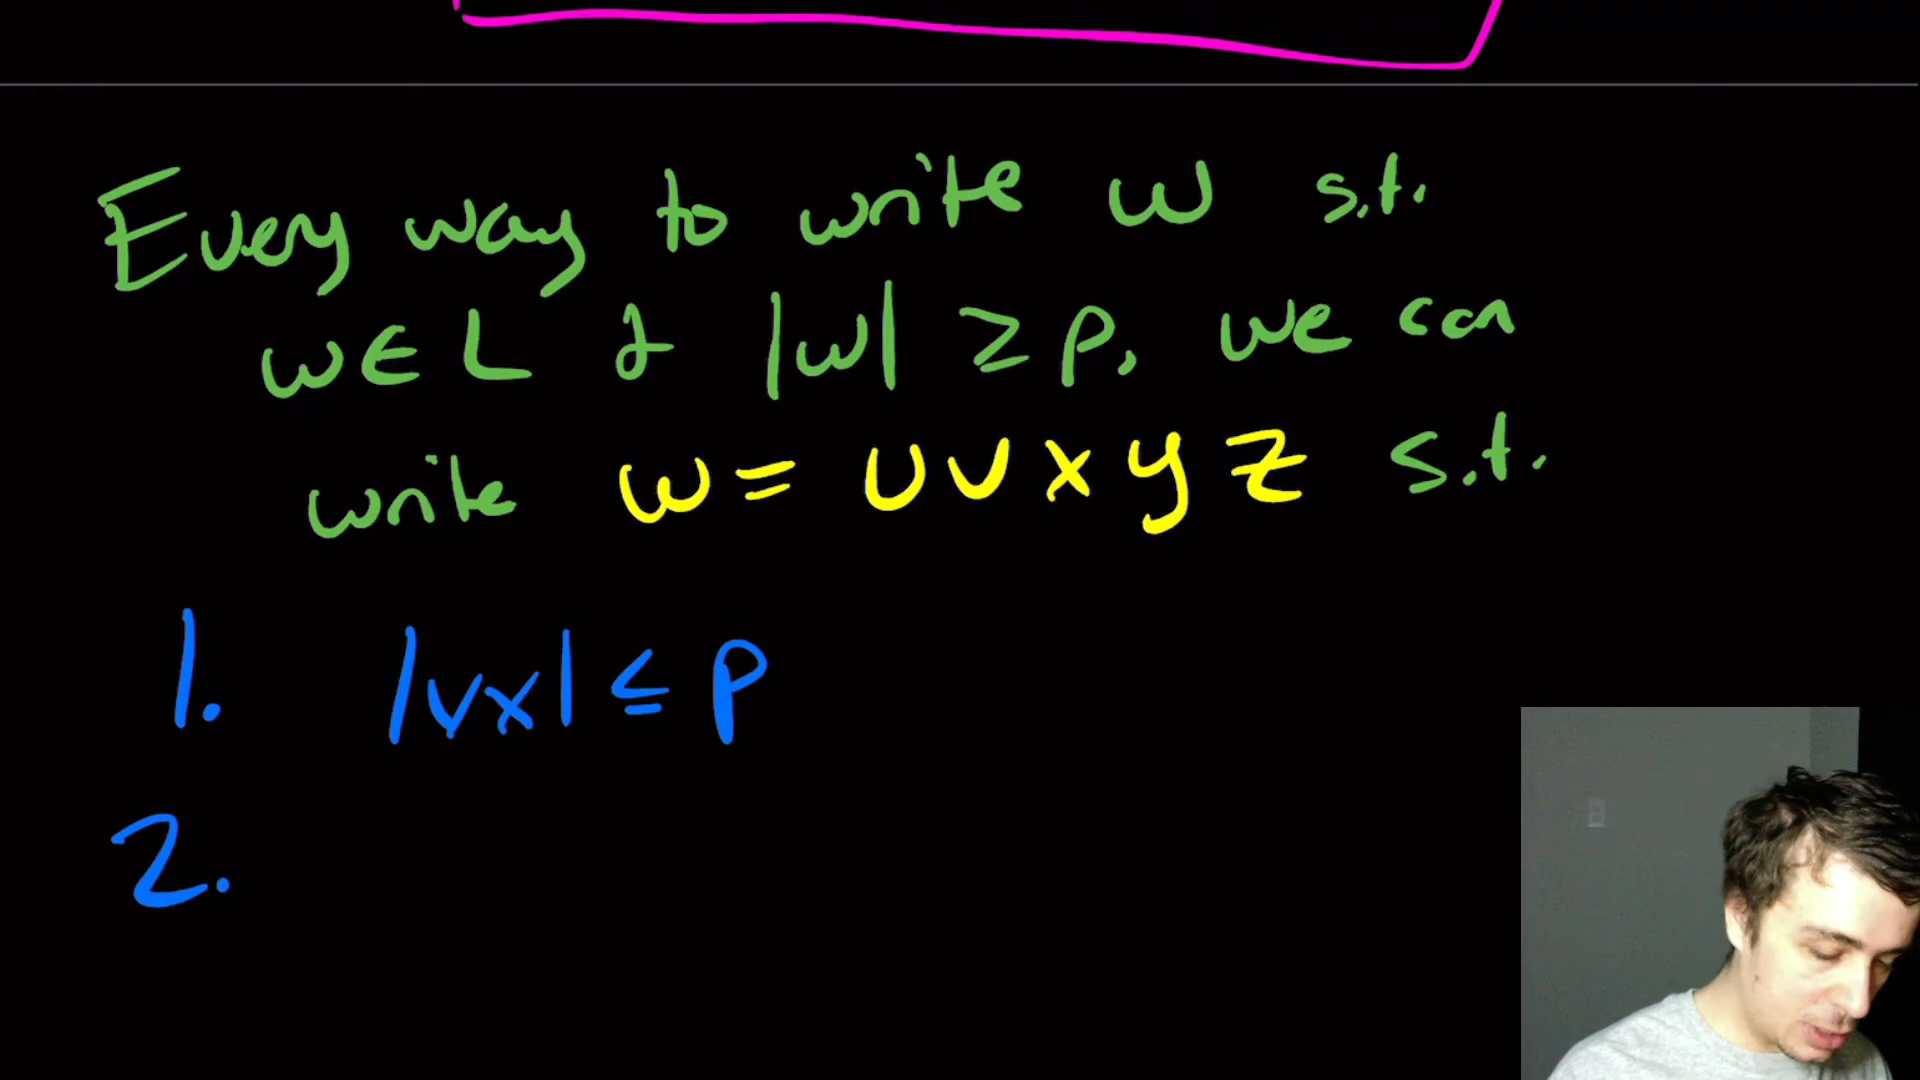 Every way to write w s.t.
w ∈ L & |w| ≥ p, we can
write w = uvxyz s.t.
1. |vx| ≤ p
2.